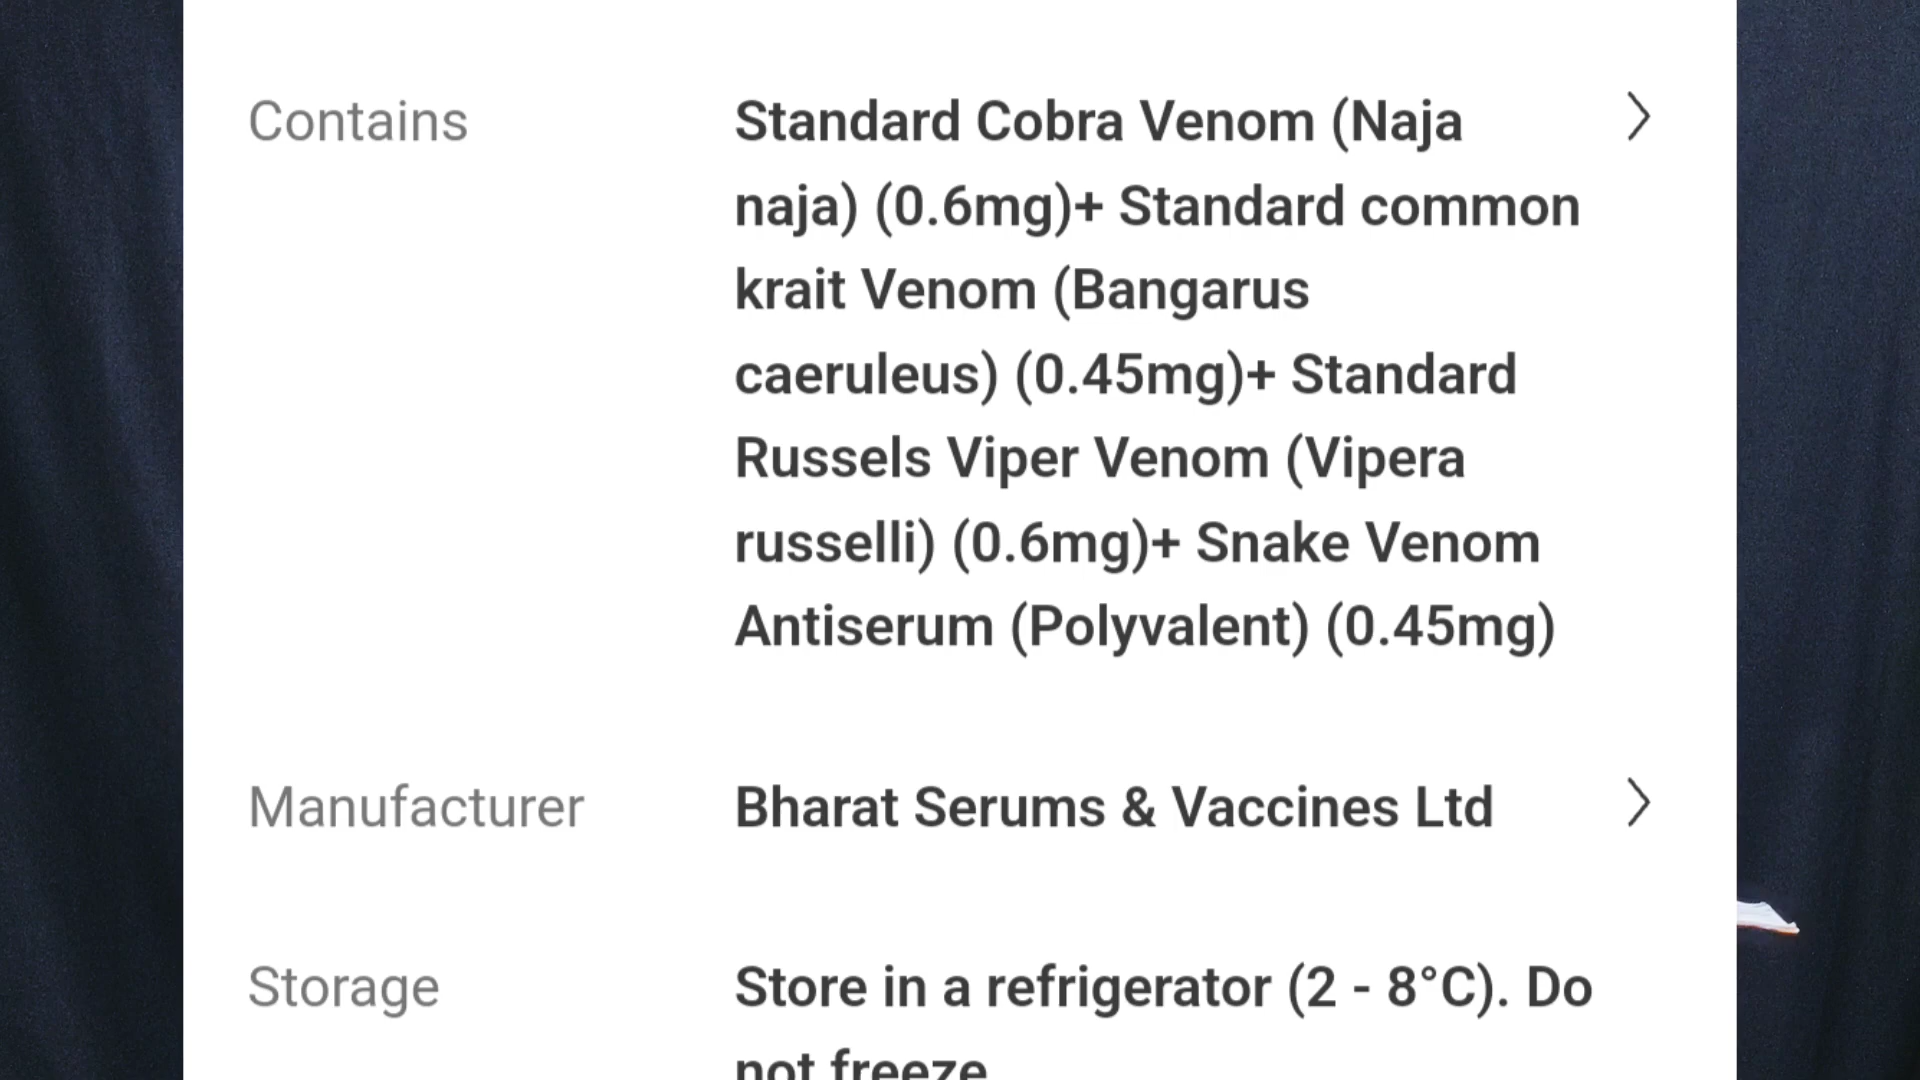 Contains
Standard Cobra Venom (Naja
naja) (0.6mg)+ Standard common
krait Venom (Bangarus
caeruleus) (0.45mg)+ Standard
Russels Viper Venom (Vipera
russelli) (0.6mg)+ Snake Venom
Antiserum (Polyvalent) (0.45mg)
Manufacturer
Bharat Serums & Vaccines Ltd
Storage
Store in a refrigerator (2 - 8°C). Do
not freeze